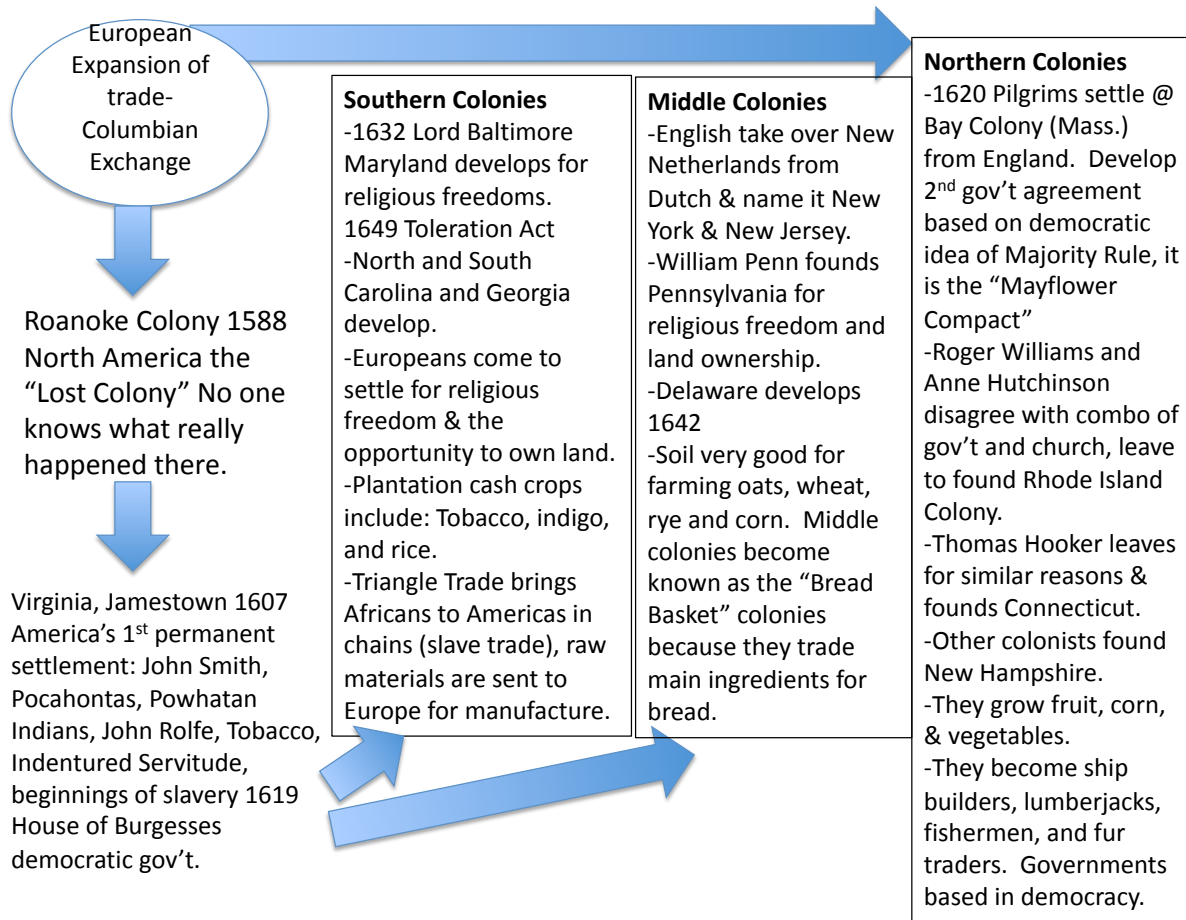 European
Expansion of
trade-
Columbian
Exchange
Roanoke Colony 1588
North America the
“Lost Colony” No one
knows what really
happened there.
Virginia, Jamestown 1607
America’s 1st permanent
settlement: John Smith,
Pocahontas, Powhatan
Indians, John Rolfe, Tobacco,
Indentured Servitude,
beginnings of slavery 1619
House of Burgesses
democratic gov’t.
Southern Colonies
-1632 Lord Baltimore
Maryland develops for
religious freedoms.
1649 Toleration Act
-North and South
Carolina and Georgia
develop.
-Europeans come to
settle for religious
freedom & the
opportunity to own land.
-Plantation cash crops
include: Tobacco, indigo,
and rice.
-Triangle Trade brings
Africans to Americas in
chains (slave trade), raw
materials are sent to
Europe for manufacture.
Middle Colonies
-English take over New
Netherlands from
Dutch & name it New
York & New Jersey.
-William Penn founds
Pennsylvania for
religious freedom and
land ownership.
-Delaware develops
1642
-Soil very good for
farming oats, wheat,
rye and corn.  Middle
colonies become
known as the “Bread
Basket” colonies
because they trade
main ingredients for
bread.
Northern Colonies
-1620 Pilgrims settle @
Bay Colony (Mass.)
from England.  Develop
2nd gov’t agreement
based on democratic
idea of Majority Rule, it
is the “Mayflower
Compact”
-Roger Williams and
Anne Hutchinson
disagree with combo of
gov’t and church, leave
to found Rhode Island
Colony.
-Thomas Hooker leaves
for similar reasons &
founds Connecticut.
-Other colonists found
New Hampshire.
-They grow fruit, corn,
& vegetables.
-They become ship
builders, lumberjacks,
fishermen, and fur
traders.  Governments
based in democracy.